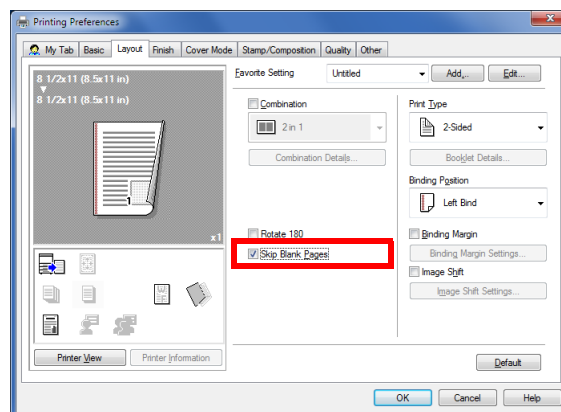 Printing Preferences
My Tab
Basic
Layout
Finish
Cover Mode
Stamp/Composition
Quality
Other
8 1/2x11 (8.5x11 in)
8 1/2x11 (8.5x11 in)
1
x1
Printer View
Printer Information
Favorite Setting
Untitled
Add...
Edit...
Combination
2 in 1
Combination Details...
Rotate 180
Skip Blank Pages
Print Type
2-Sided
Booklet Details...
Binding Position
Left Bind
Binding Margin
Binding Margin Settings...
Image Shift
Image Shift Settings...
Default
OK
Cancel
Help